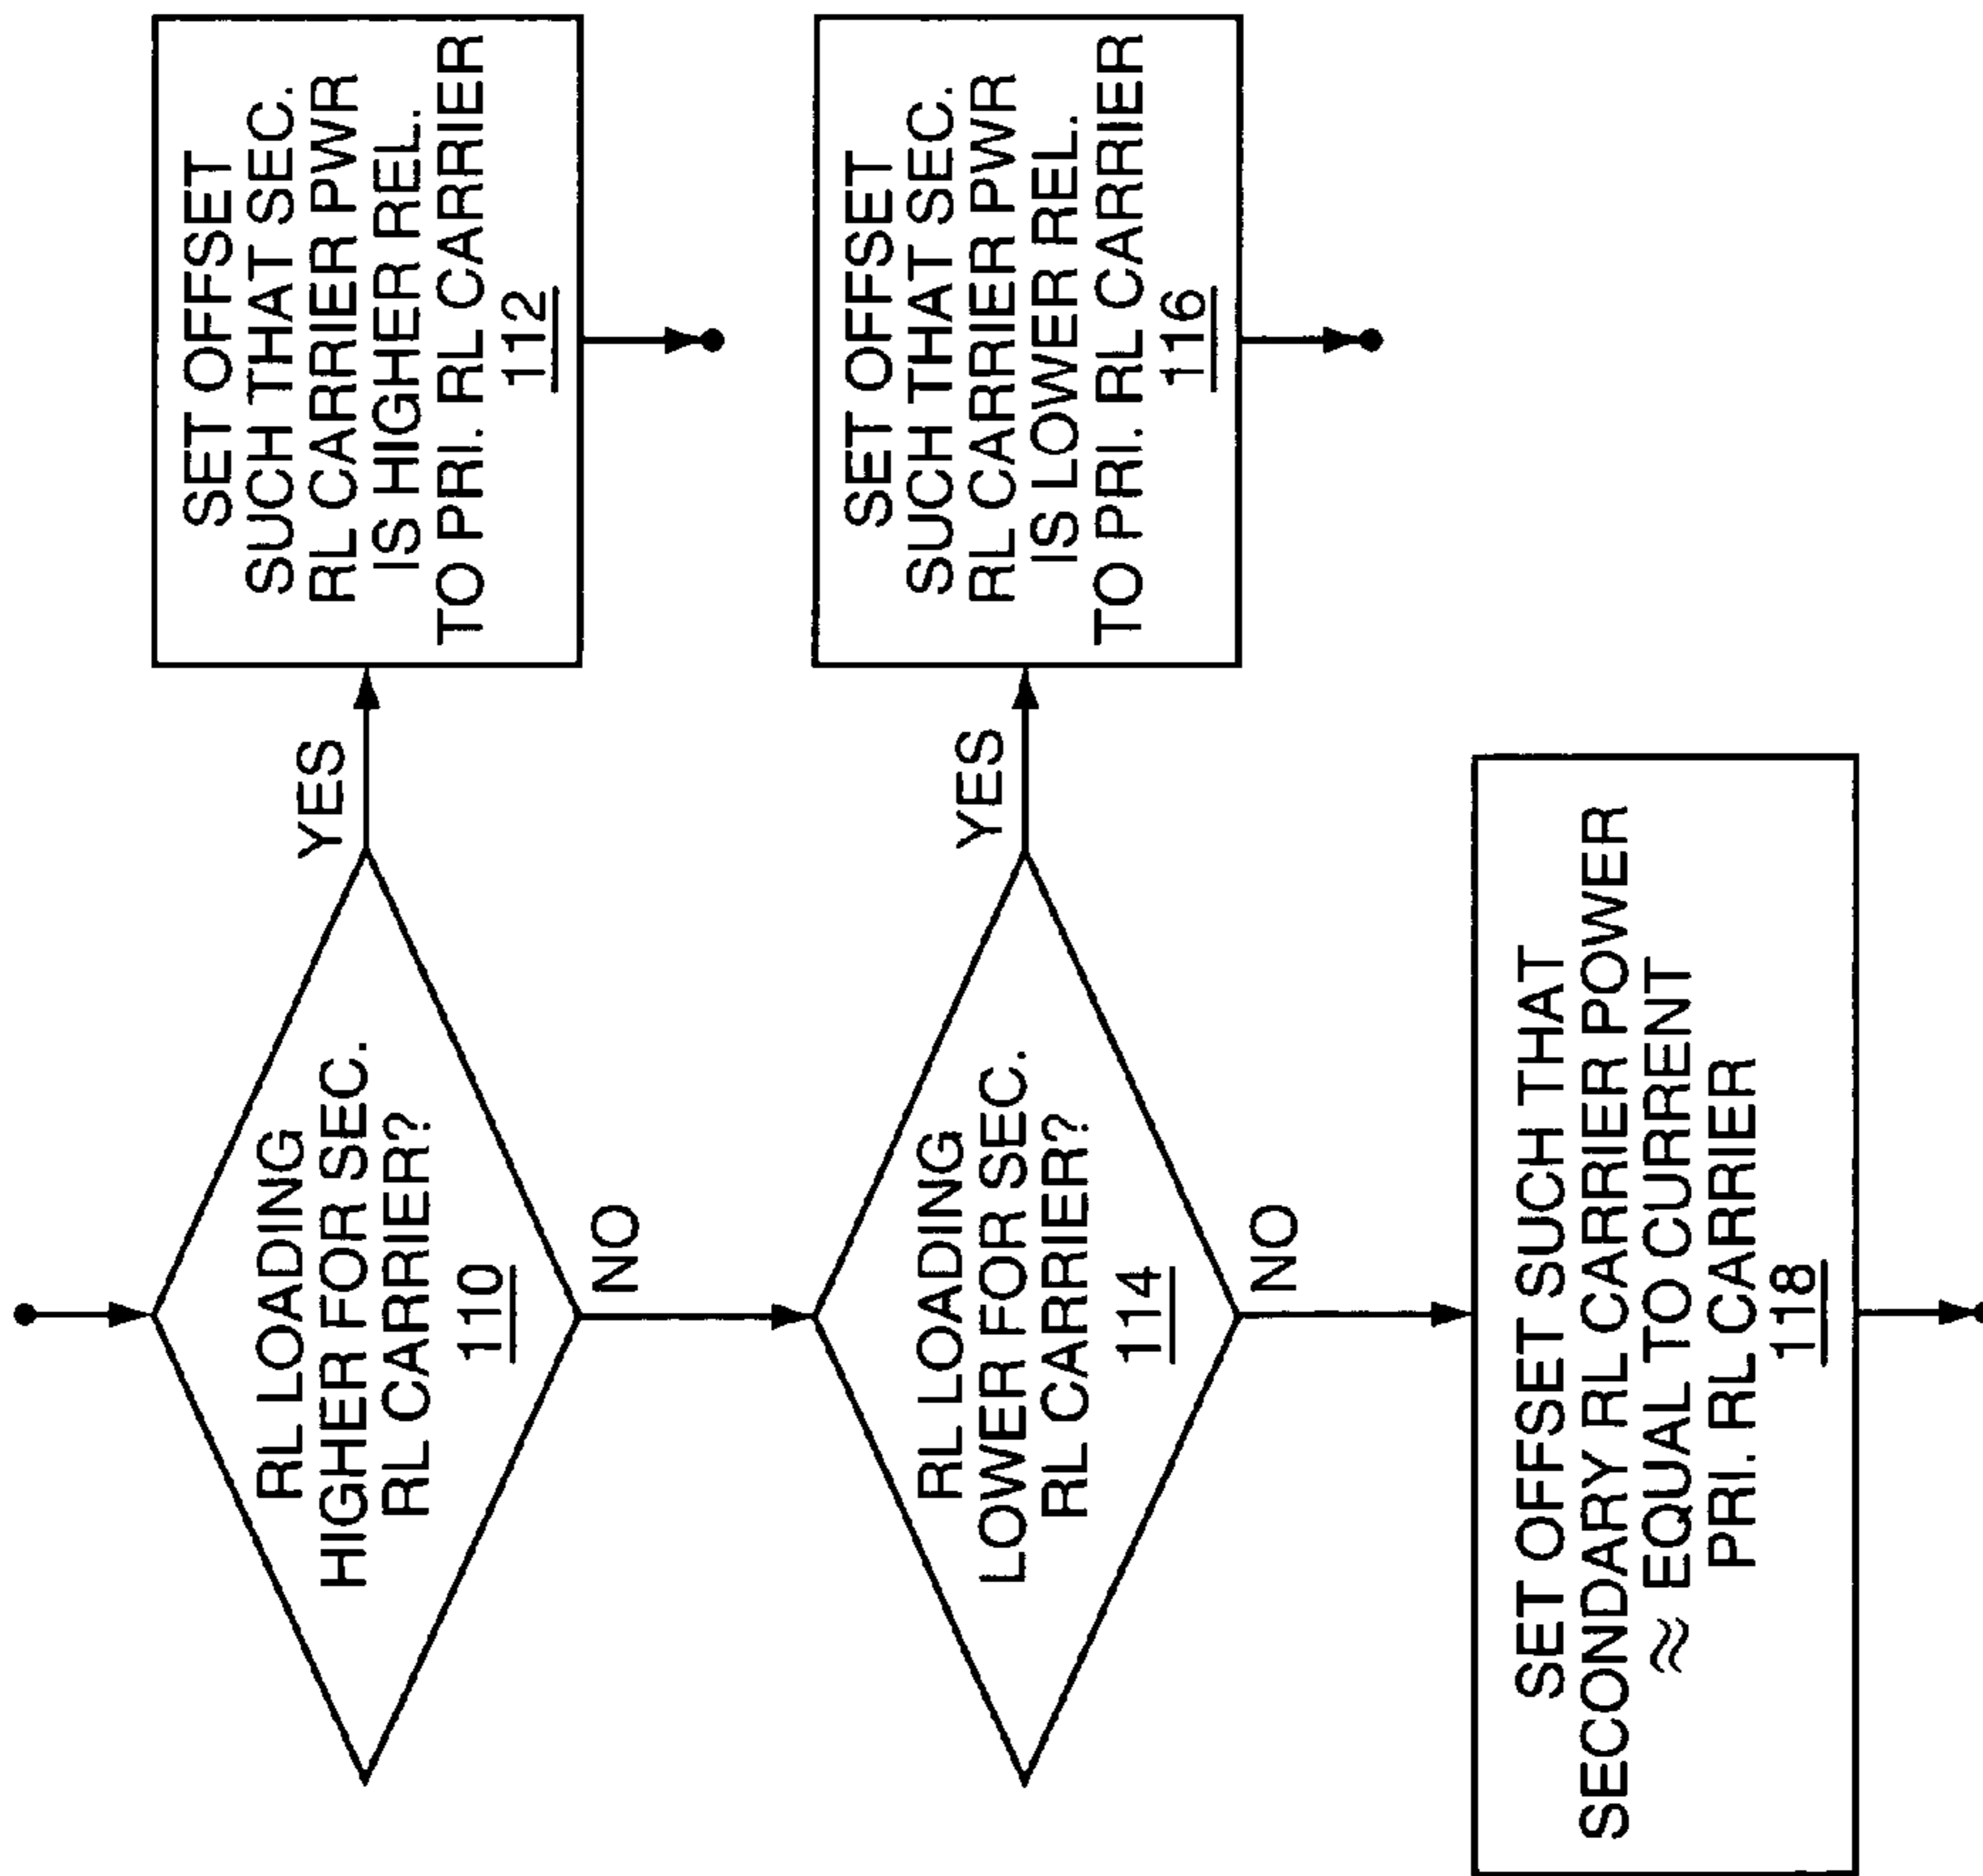 RL LOADING
HIGHER FOR SEC.
RL CARRIER?
110
YES
SET OFFSET
SUCH THAT SEC.
RL CARRIER PWR
IS HIGHER REL.
TO PRI. RL CARRIER
112
NO
RL LOADING
LOWER FOR SEC.
RL CARRIER?
114
YES
SET OFFSET
SUCH THAT SEC.
RL CARRIER PWR
IS LOWER REL.
TO PRI. RL CARRIER
116
NO
SET OFFSET SUCH THAT
SECONDARY RL CARRIER POWER
≈ EQUAL TO CURRENT
PRI. RL CARRIER
118